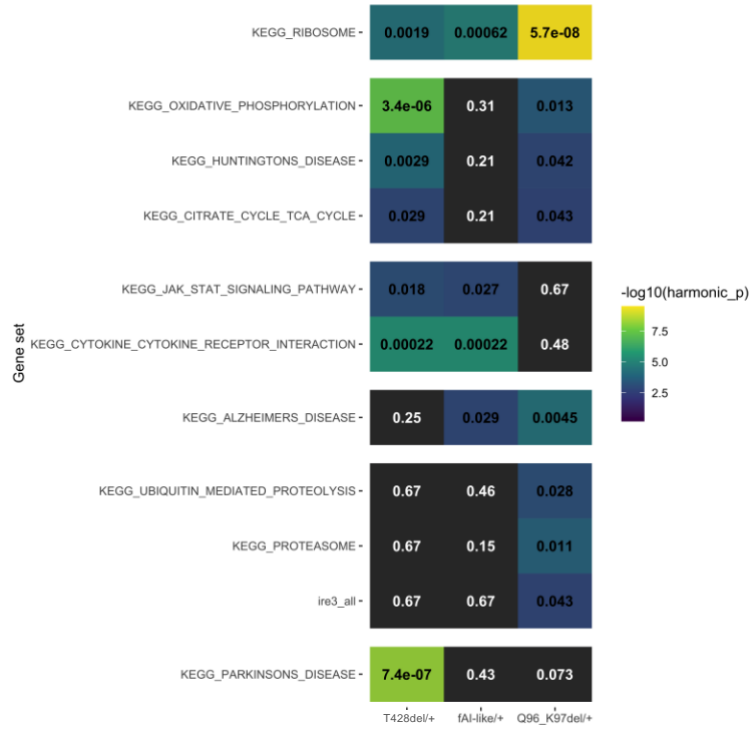 KEGG_RIBOSOME
0.0019 0.00062 5.7e-08
KEGG_OXIDATIVE_PHOSPHORYLATION
3.4e-06 0.31 0.013
KEGG_HUNTINGTONS_DISEASE
0.0029 0.21 0.042
KEGG_CITRATE_CYCLE_TCA_CYCLE
0.029 0.21 0.043
KEGG_JAK_STAT_SIGNALING_PATHWAY
0.018 0.027 0.67
Gene set
KEGG_CYTOKINE_CYTOKINE_RECEPTOR_INTERACTION
0.00022 0.00022 0.48
KEGG_ALZHEIMERS_DISEASE
0.25 0.029 0.0045
KEGG_UBIQUITIN_MEDIATED_PROTEOLYSIS
0.67 0.46 0.028
KEGG_PROTEASOME
0.67 0.15 0.011
ire3_all
0.67 0.67 0.043
KEGG_PARKINSONS_DISEASE
7.4e-07 0.43 0.073
T428del/+ fAI-like/+ Q96_K97del/+
-log10(harmonic_p)
7.5
5.0
2.5